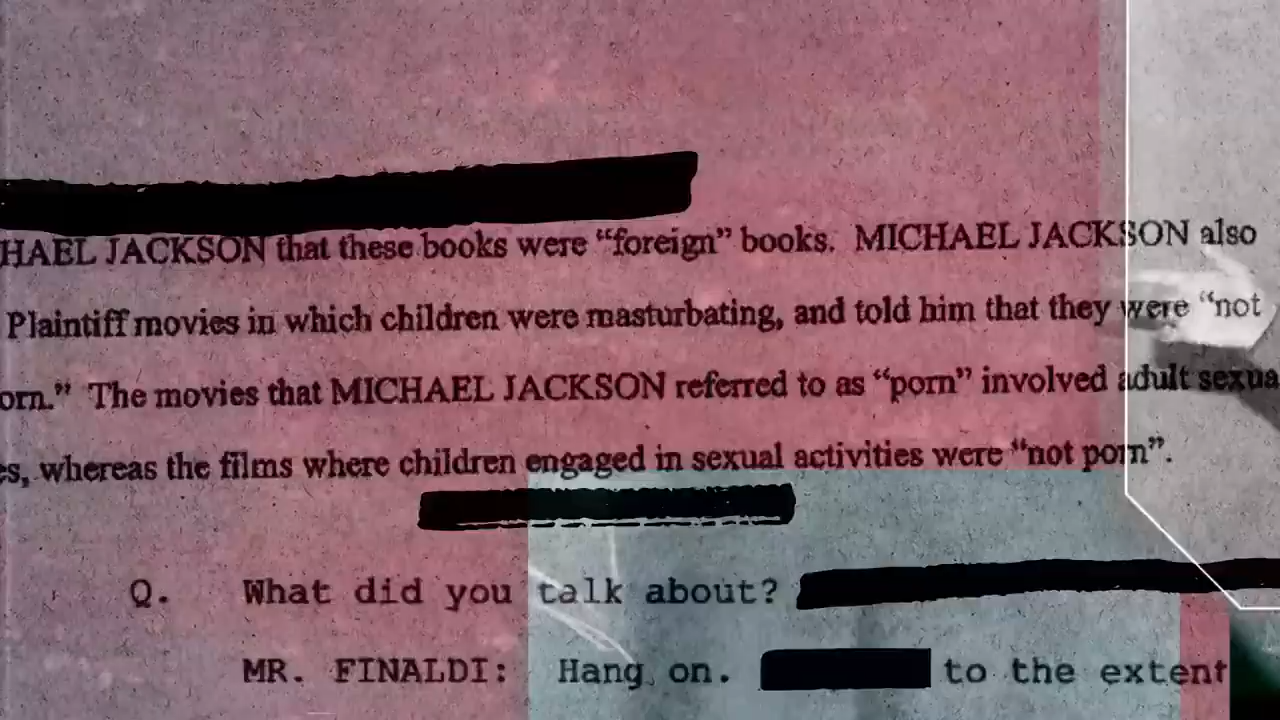 HAEL JACKSON that these books were “foreign” books. MICHAEL JACKSON also
Plaintiff movies in which children were masturbating, and told him that they were “not
orn.” The movies that MICHAEL JACKSON referred to as “porn” involved adult sexua
es, whereas the films where children engaged in sexual activities were “not porn”.
Q. What did you talk about?
MR. FINALDI: Hang on. to the extent